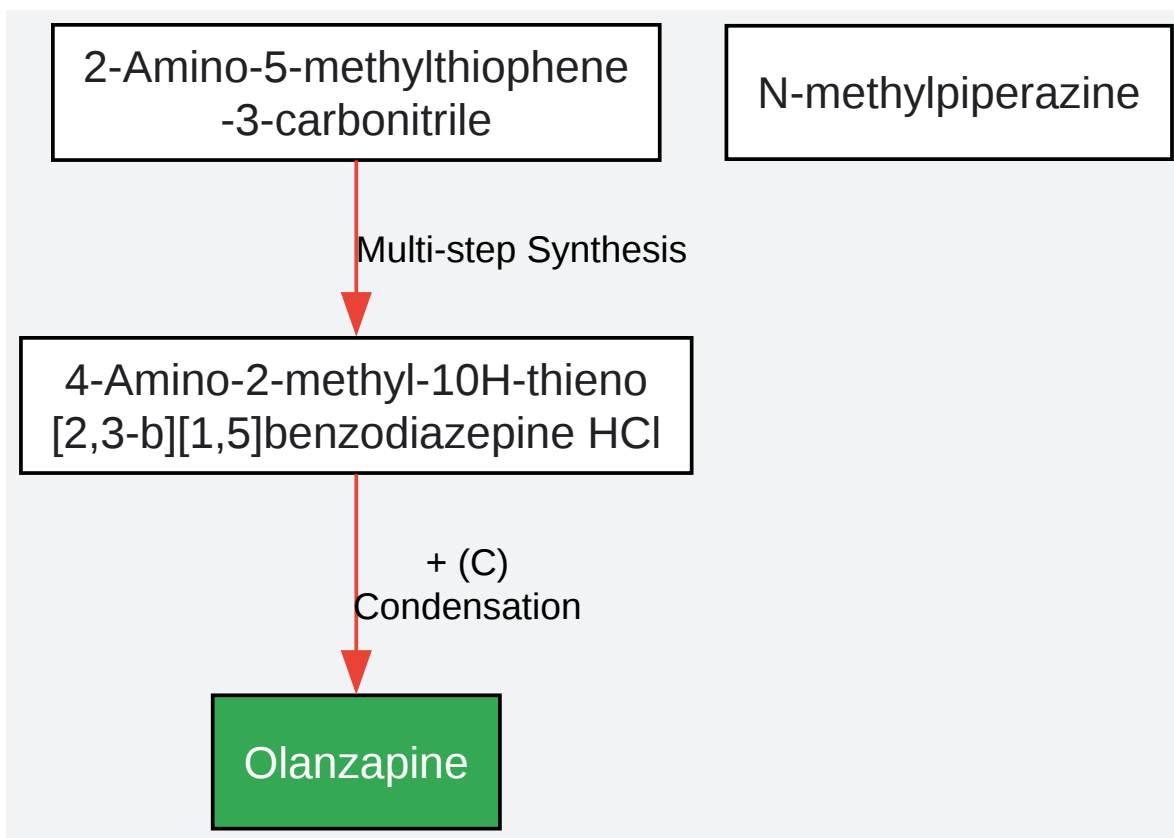 2-Amino-5-methylthiophene
-3-carbonitrile
N-methylpiperazine
Multi-step Synthesis
4-Amino-2-methyl-10H-thieno
[2,3-b][1,5]benzodiazepine HCl
+ (C)
Condensation
Olanzapine